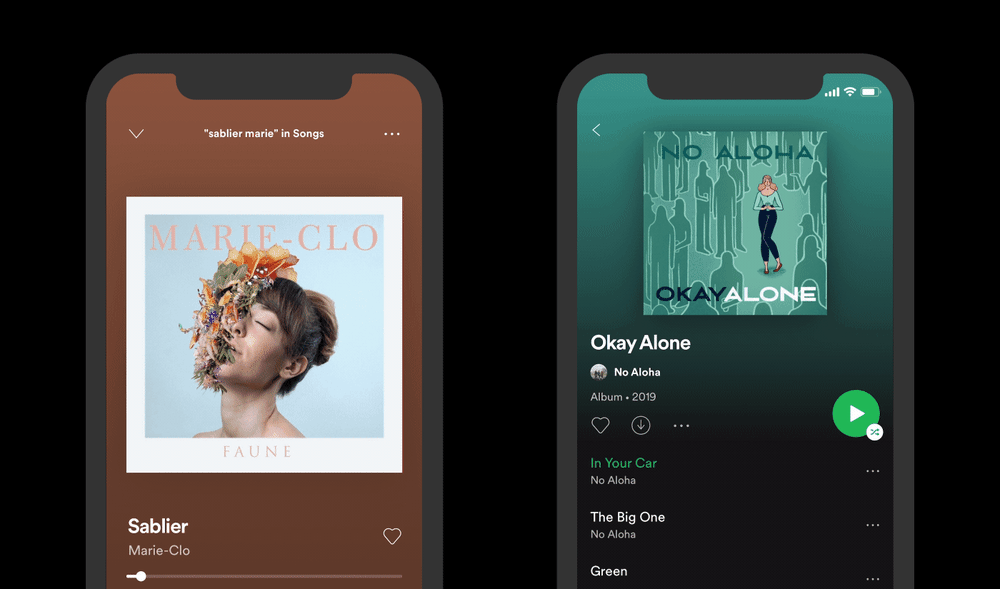 "sablier marie" in Songs
MARIE-CLO
FAUNE
Sablier
Marie-Clo
NO ALOHA
OKAYALONE
Okay Alone
No Aloha
Album • 2019
In Your Car
No Aloha
The Big One
No Aloha
Green